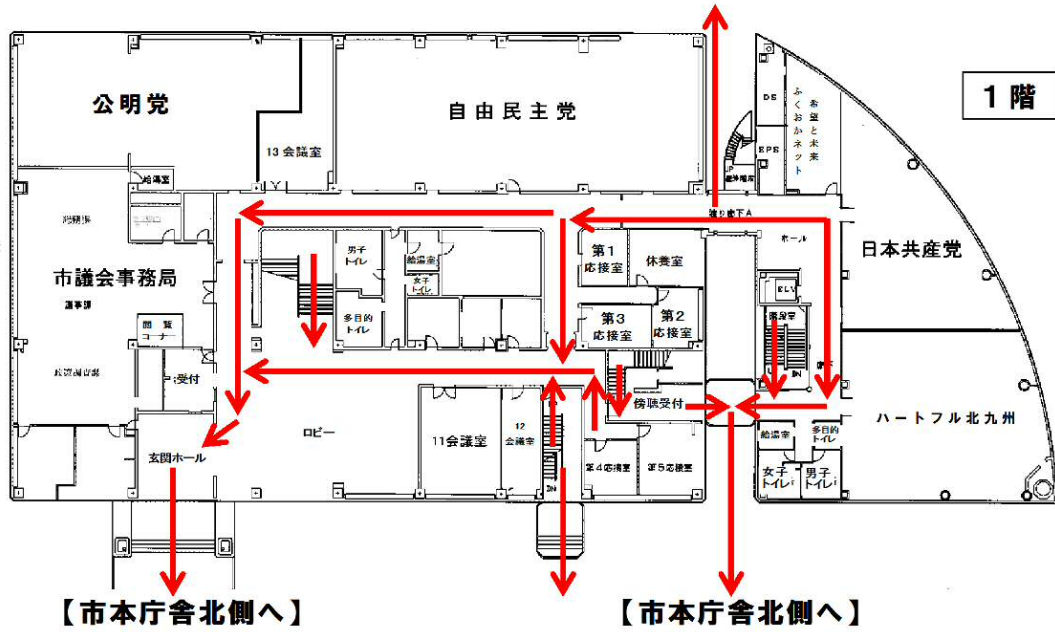 1階
公明党
自由民主党
13会議室
給湯室
DS
EPS
希望と未来
ふくおかネット
渡り廊下A
ホール
日本共産党
市議会事務局
議事課
閲覧
コーナー
受付
男子
トイレ
給湯室
女子
トイレ
多目的
トイレ
第1
応接室
休養室
第3
応接室
第2
応接室
ELV
階段室
廊下
傍聴受付
ハートフル北九州
ロビー
11会議室
12
会議室
第4応接室
第5応接室
給湯室
多目的
トイレ
女子
トイレ
男子
トイレ
玄関ホール
【市本庁舎北側へ】
【市本庁舎北側へ】